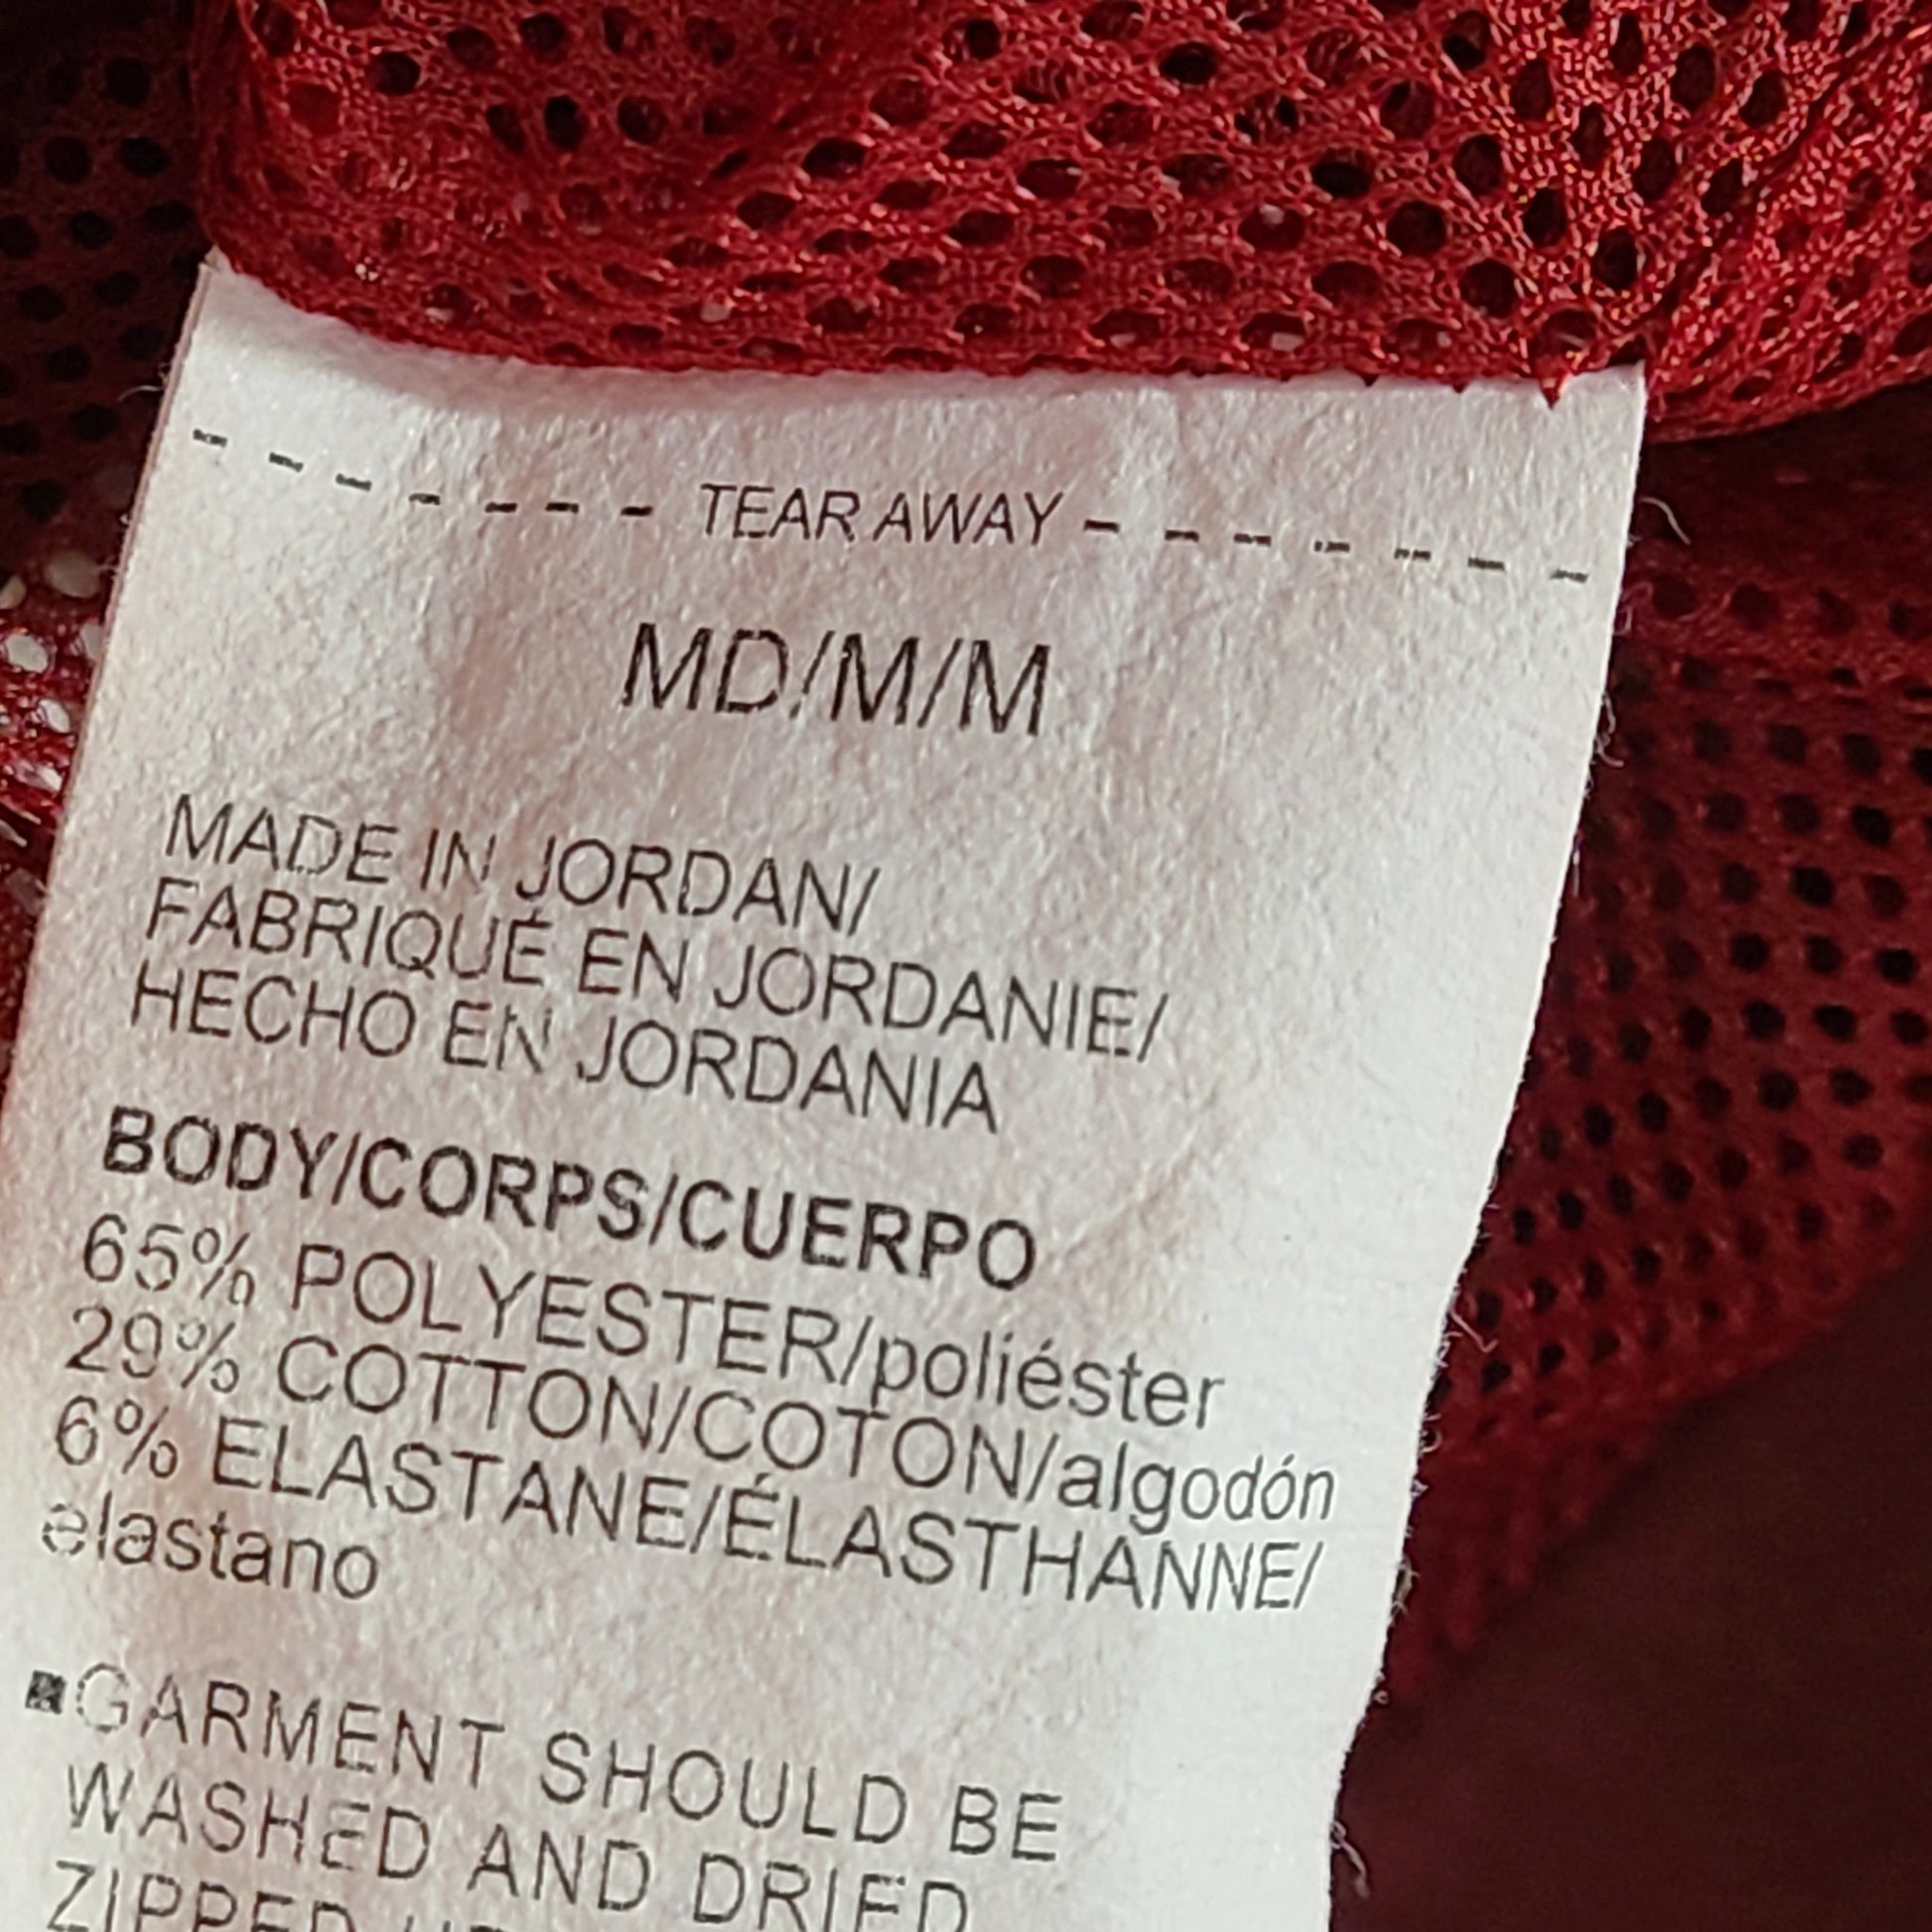 - - - - - - - TEAR AWAY - - - - - - -
MD/M/M
MADE IN JORDAN/
FABRIQUÉ EN JORDANIE/
HECHO EN JORDANIA
BODY/CORPS/CUERPO
65% POLYESTER/poliéster
29% COTTON/COTON/algodón
6% ELASTANE/ÉLASTHANNE/
elastano
▪GARMENT SHOULD BE
WASHED AND DRIED
ZIPPED